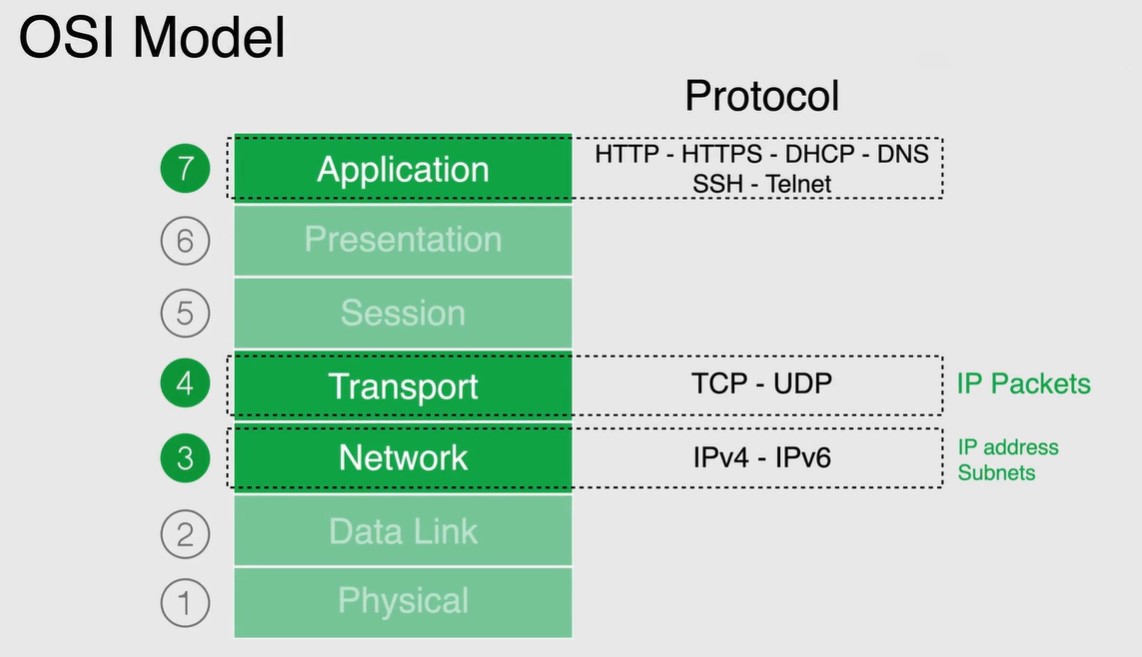 OSI Model
Protocol
7 Application HTTP - HTTPS - DHCP - DNS
SSH - Telnet
6 Presentation
5 Session
4 Transport TCP - UDP IP Packets
3 Network IPv4 - IPv6 IP address
Subnets
2 Data Link
1 Physical